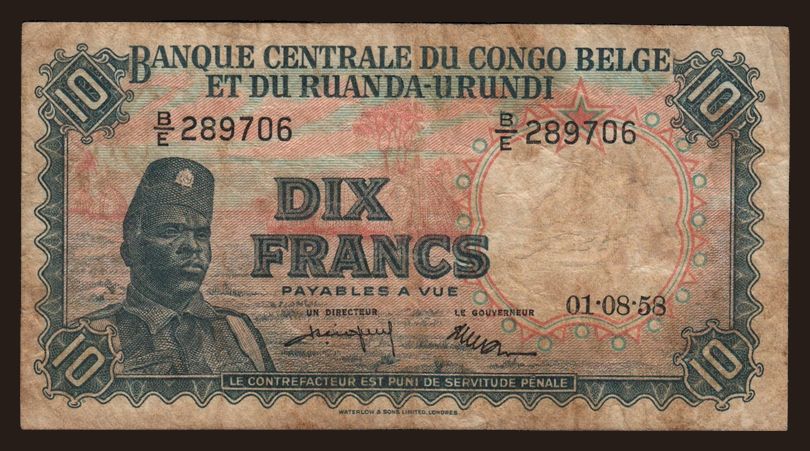 BANQUE CENTRALE DU CONGO BELGE
ET DU RUANDA-URUNDI
10
10
B/E 289706
B/E 289706
DIX
FRANCS
PAYABLES A VUE
UN DIRECTEUR
LE GOUVERNEUR
01·08·58
10
10
LE CONTREFACTEUR EST PUNI DE SERVITUDE PÉNALE
WATERLOW & SONS LIMITED, LONDRES